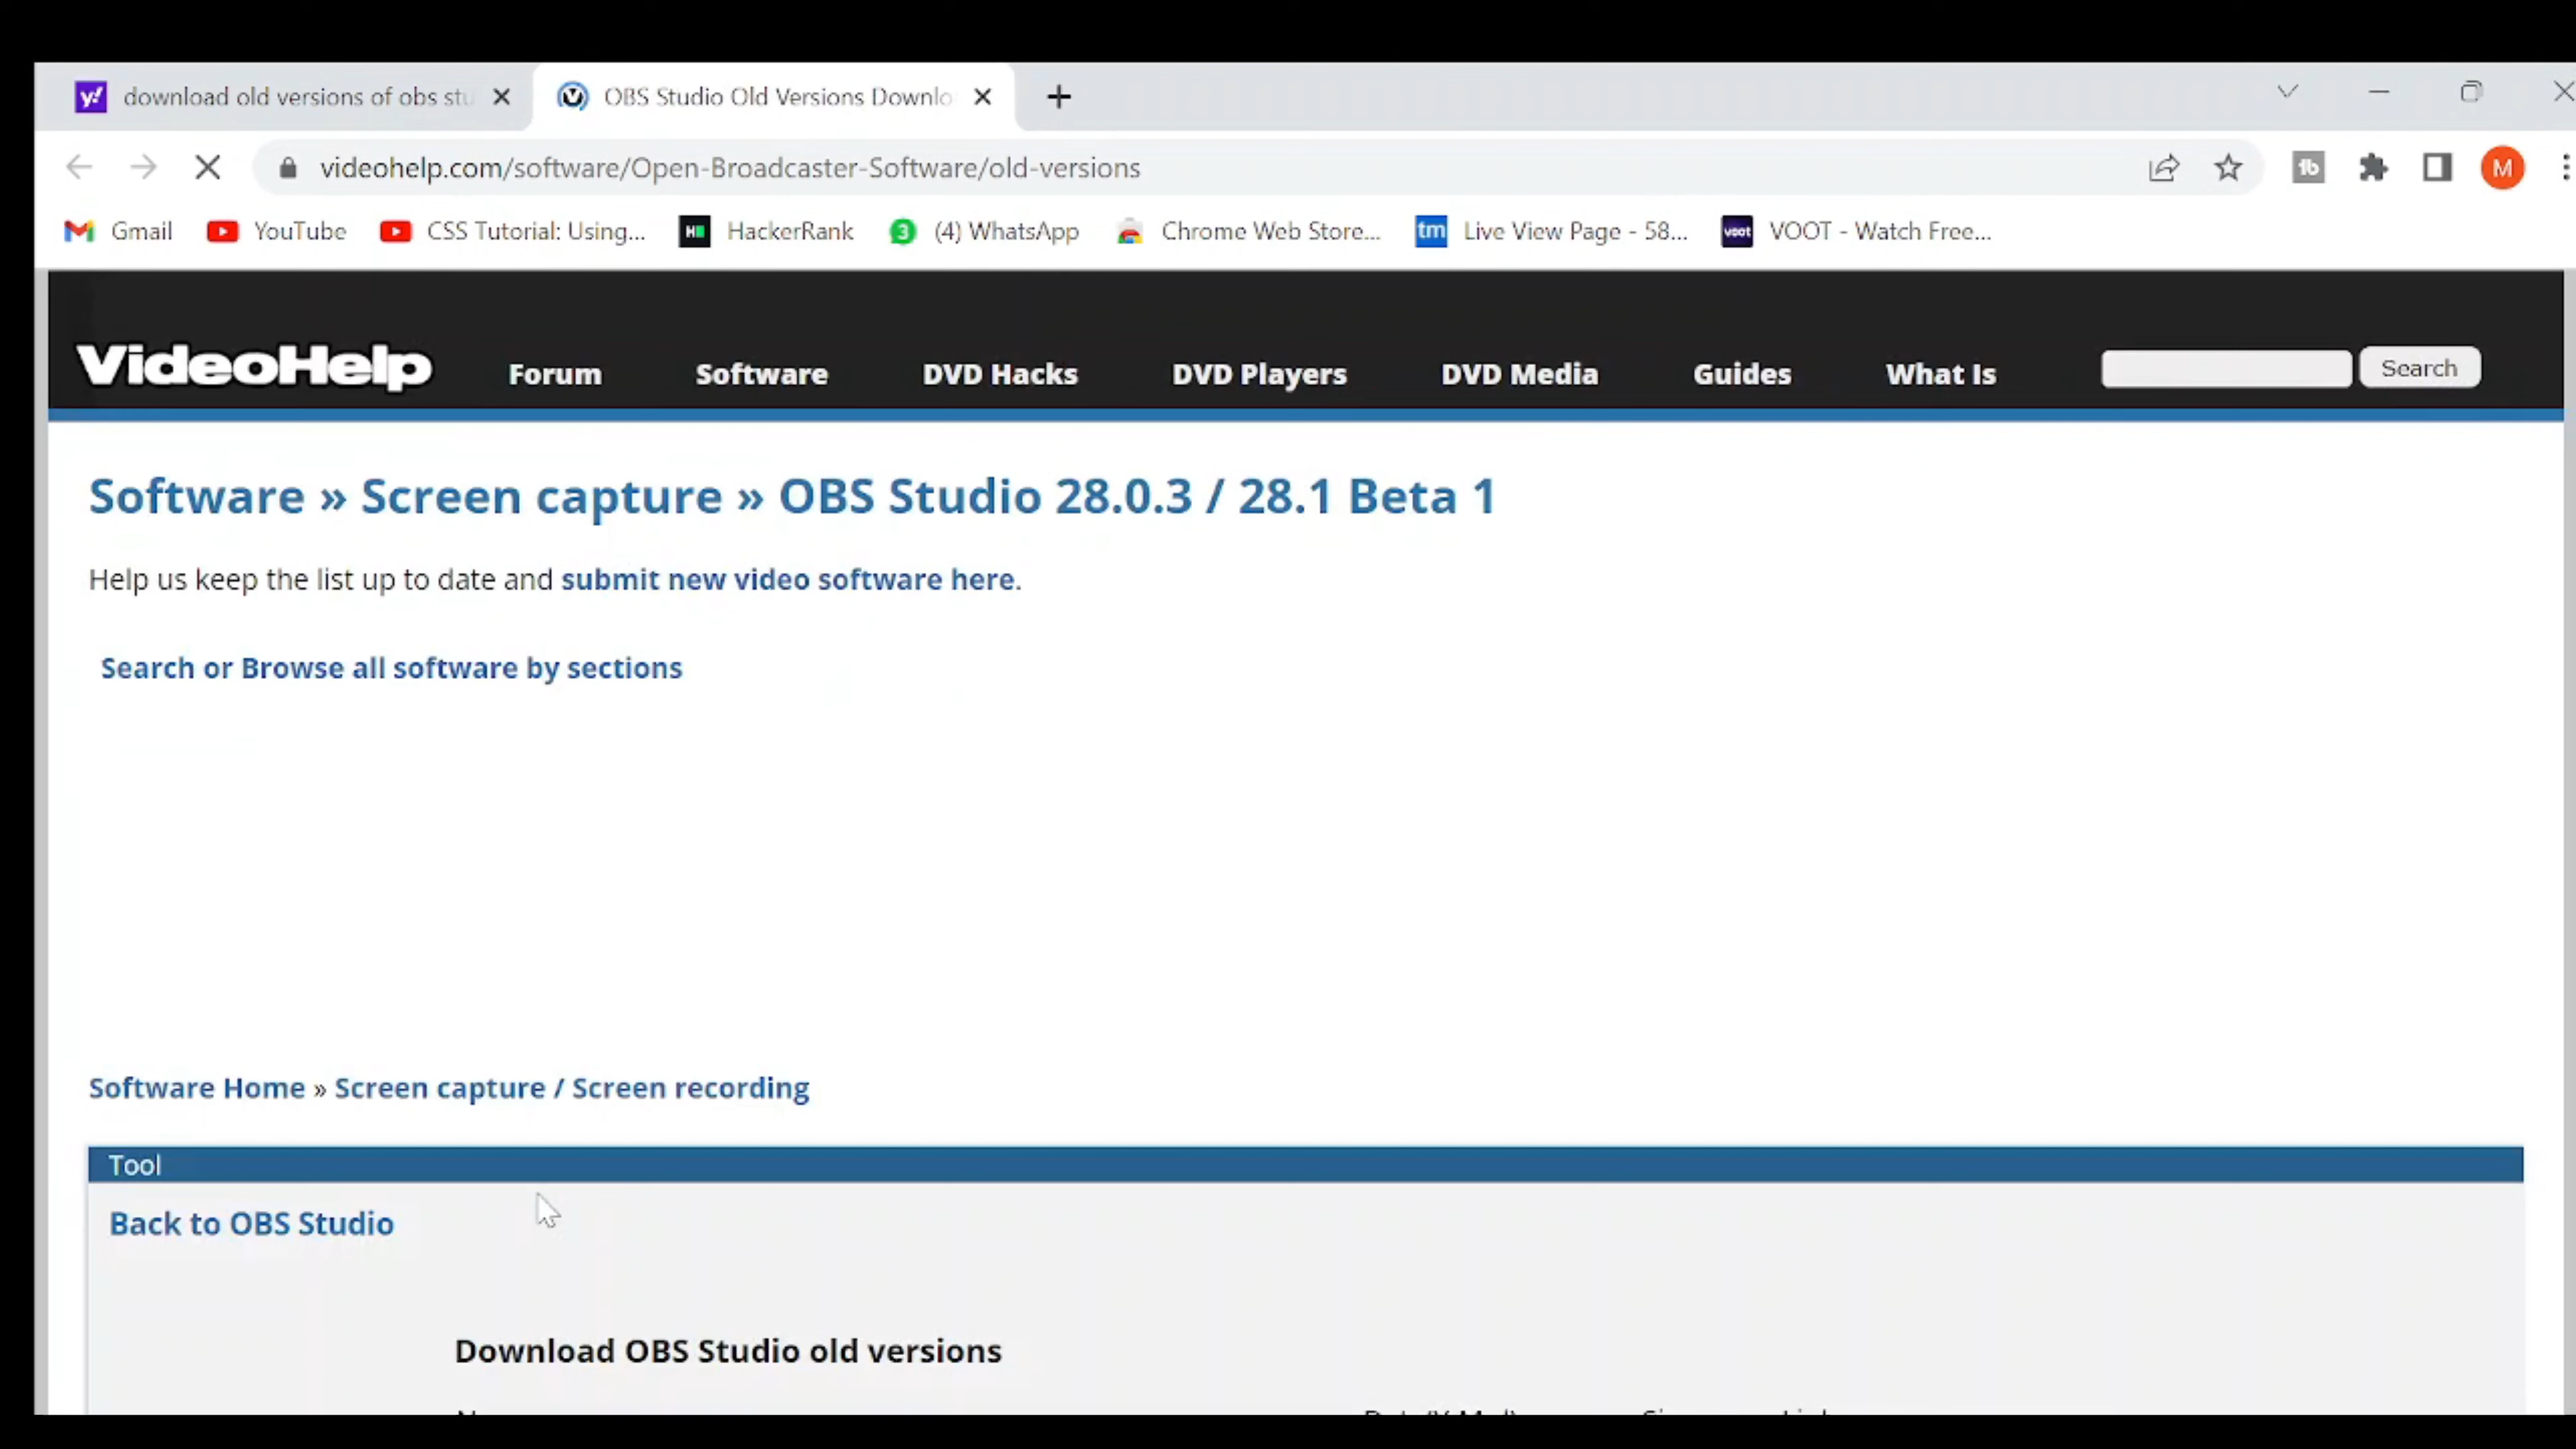 download old versions of obs stu
OBS Studio Old Versions Downlo
videohelp.com/software/Open-Broadcaster-Software/old-versions
M
Gmail YouTube CSS Tutorial: Using... HackerRank (4) WhatsApp Chrome Web Store... tm Live View Page - 58... voot VOOT - Watch Free...
VideoHelp Forum Software DVD Hacks DVD Players DVD Media Guides What Is Search
Software » Screen capture » OBS Studio 28.0.3 / 28.1 Beta 1
Help us keep the list up to date and submit new video software here.
Search or Browse all software by sections
Software Home » Screen capture / Screen recording
Tool
Back to OBS Studio
Download OBS Studio old versions